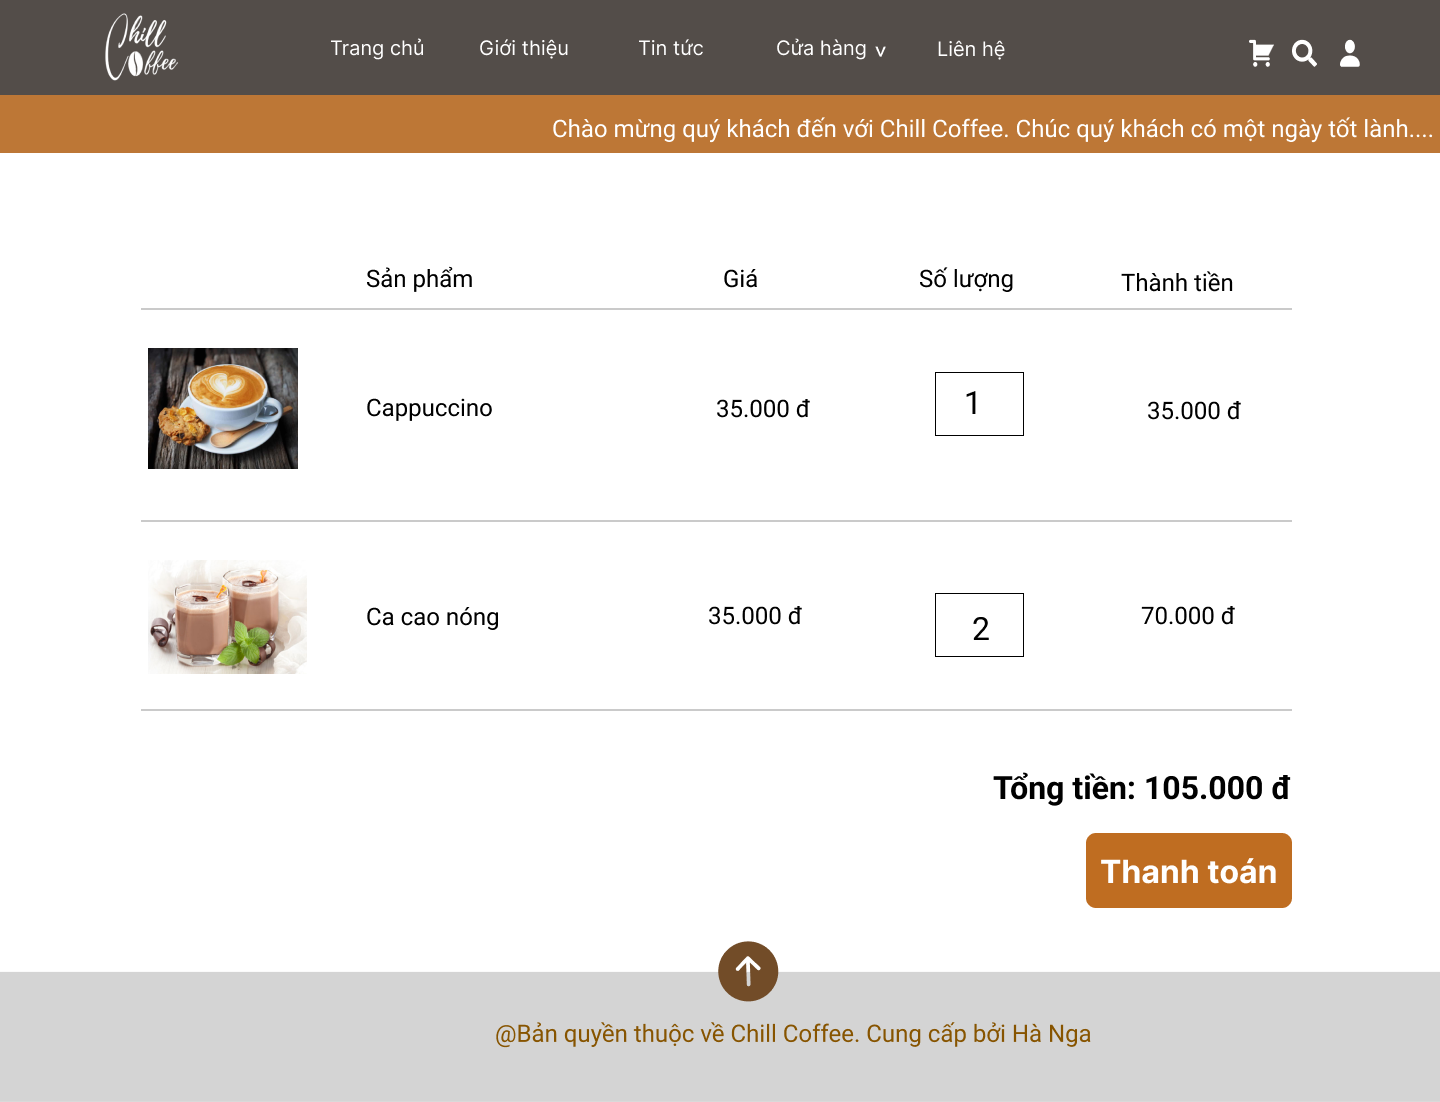 Chill
Coffee
Trang chủ Giới thiệu Tin tức Cửa hàng v Liên hệ
Chào mừng quý khách đến với Chill Coffee. Chúc quý khách có một ngày tốt lành....
Sản phẩm Giá Số lượng Thành tiền
Cappuccino 35.000 đ 1 35.000 đ
Ca cao nóng 35.000 đ 2 70.000 đ
Tổng tiền: 105.000 đ
Thanh toán
@Bản quyền thuộc về Chill Coffee. Cung cấp bởi Hà Nga